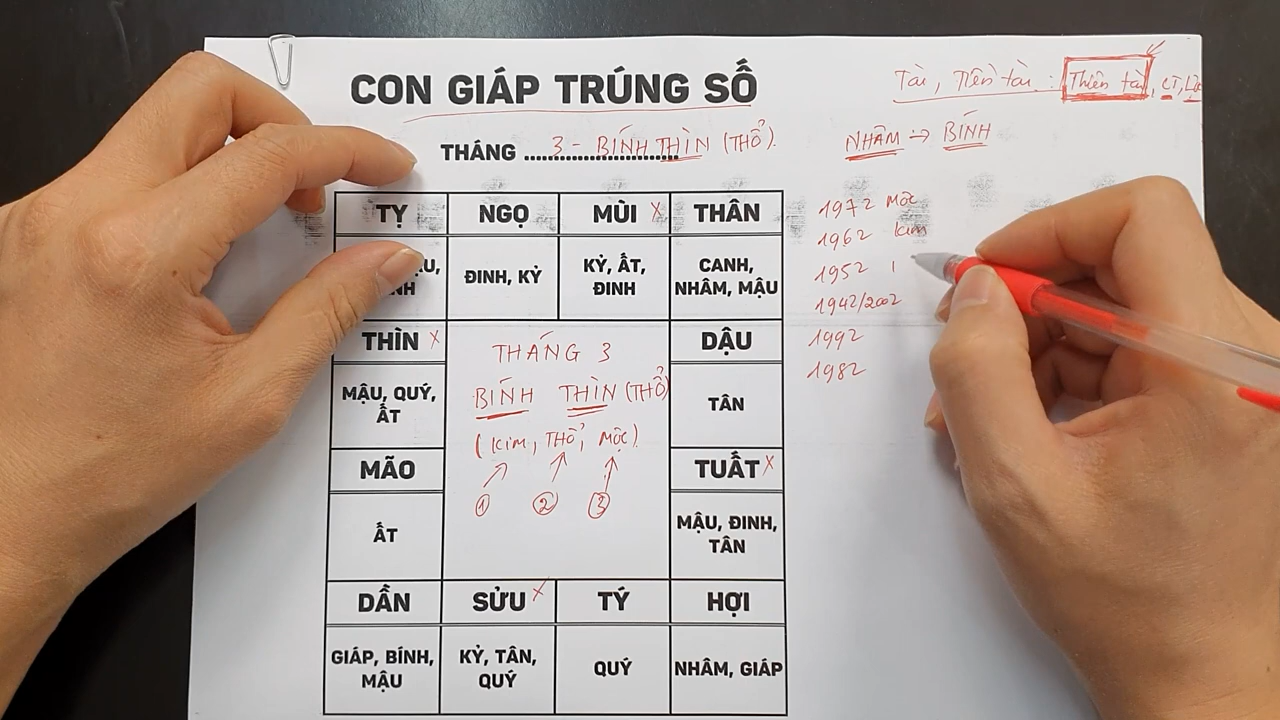 CON GIÁP TRÚNG SỐ
Tài, Tiền tài : Thiên tài, CT,
THÁNG 3 - BÍNH THÌN (THỔ).
NHÂM → BÍNH
TỴ NGỌ MÙI X THÂN
ĐINH, KỶ
KỶ, ẤT, ĐINH
CANH, NHÂM, MẬU
THÌN X
DẬU
MẬU, QUÝ, ẤT
TÂN
MÃO
TUẤT X
ẤT
MẬU, ĐINH, TÂN
THÁNG 3
BÍNH THÌN (THỔ)
(Kim, THỔ, MỘC)
1 2 3
DẦN SỬU X TÝ HỢI
GIÁP, BÍNH, MẬU
KỶ, TÂN, QUÝ
QUÝ
NHÂM, GIÁP
1972 MỘC
1962 Kim
1952
1942/2002
1992
1982